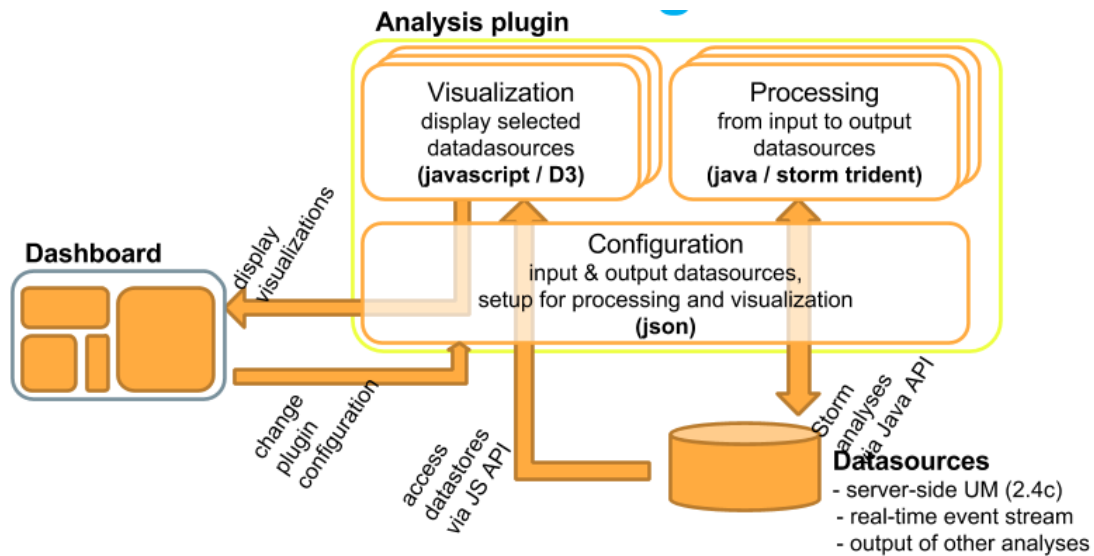 Analysis plugin
Visualization
display selected
datadasources
(javascript / D3)
Processing
from input to output
datasources
(java / storm trident)
Configuration
input & output datasources,
setup for processing and visualization
(json)
Dashboard
display
visualizations
change
plugin
configuration
access
datastores
via JS API
Storm
analyses
via Java API
Datasources
- server-side UM (2.4c)
- real-time event stream
- output of other analyses